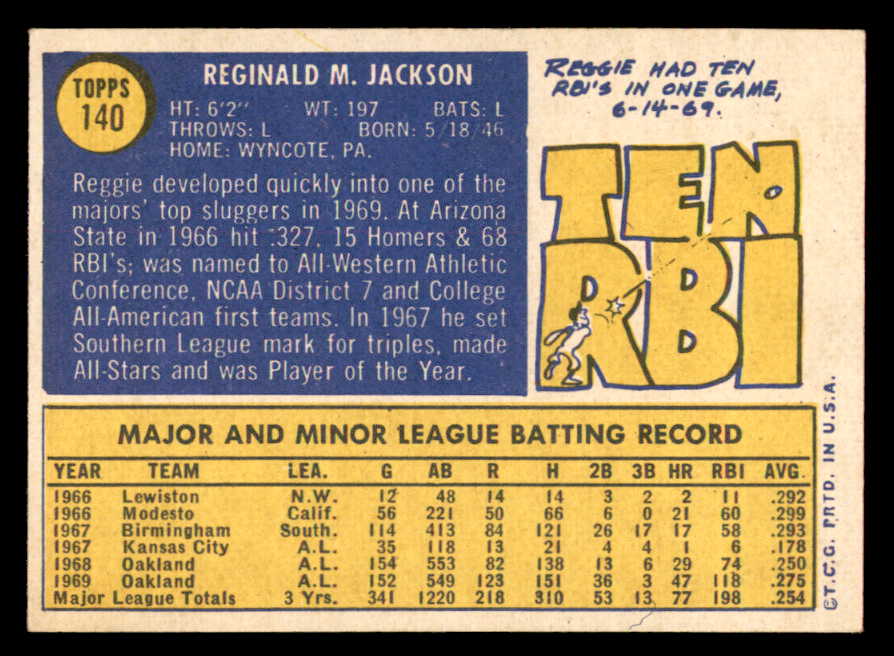 TOPPS
140
REGINALD M. JACKSON
HT: 6'2" WT: 197 BATS: L
THROWS: L BORN: 5/18/46
HOME: WYNCOTE, PA.
Reggie developed quickly into one of the
majors' top sluggers in 1969. At Arizona
State in 1966 hit .327, 15 Homers & 68
RBI's; was named to All-Western Athletic
Conference, NCAA District 7 and College
All-American first teams. In 1967 he set
Southern League mark for triples, made
All-Stars and was Player of the Year.
REGGIE HAD TEN
RBI'S IN ONE GAME,
6-14-69.
TEN
RBI
MAJOR AND MINOR LEAGUE BATTING RECORD
YEAR TEAM LEA. G AB R H 2B 3B HR RBI AVG.
1966 Lewiston N.W. 12 48 14 14 3 2 2 11 .292
1966 Modesto Calif. 56 221 50 66 6 0 21 60 .299
1967 Birmingham South. 114 413 84 121 26 17 17 58 .293
1967 Kansas City A.L. 35 118 13 21 4 4 1 6 .178
1968 Oakland A.L. 154 553 82 138 13 6 29 74 .250
1969 Oakland A.L. 152 549 123 151 36 3 47 118 .275
Major League Totals 3 Yrs. 341 1220 218 310 53 13 77 198 .254
©T.C.G. PRTD. IN U.S.A.